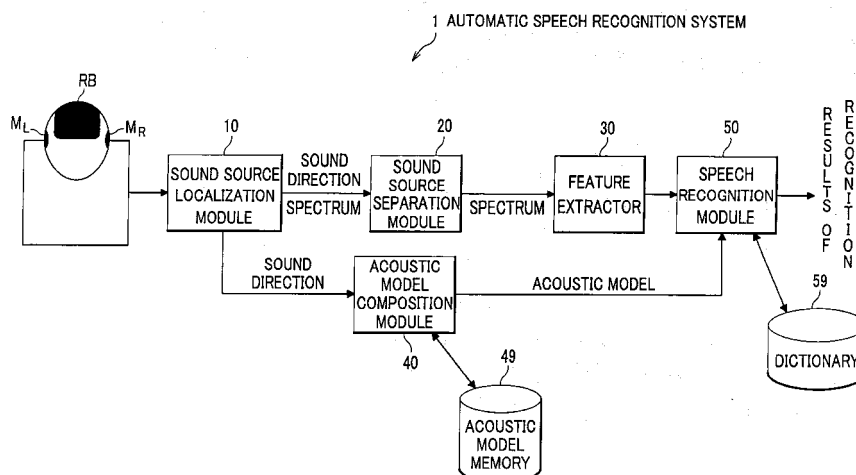 1 AUTOMATIC SPEECH RECOGNITION SYSTEM
RB
ML
MR
10
SOUND SOURCE
LOCALIZATION
MODULE
SOUND
DIRECTION
SPECTRUM
20
SOUND
SOURCE
SEPARATION
MODULE
SPECTRUM
30
FEATURE
EXTRACTOR
50
SPEECH
RECOGNITION
MODULE
RESULTS OF
RECOGNITION
SOUND
DIRECTION
ACOUSTIC
MODEL
COMPOSITION
MODULE
40
ACOUSTIC MODEL
49
ACOUSTIC
MODEL
MEMORY
59
DICTIONARY